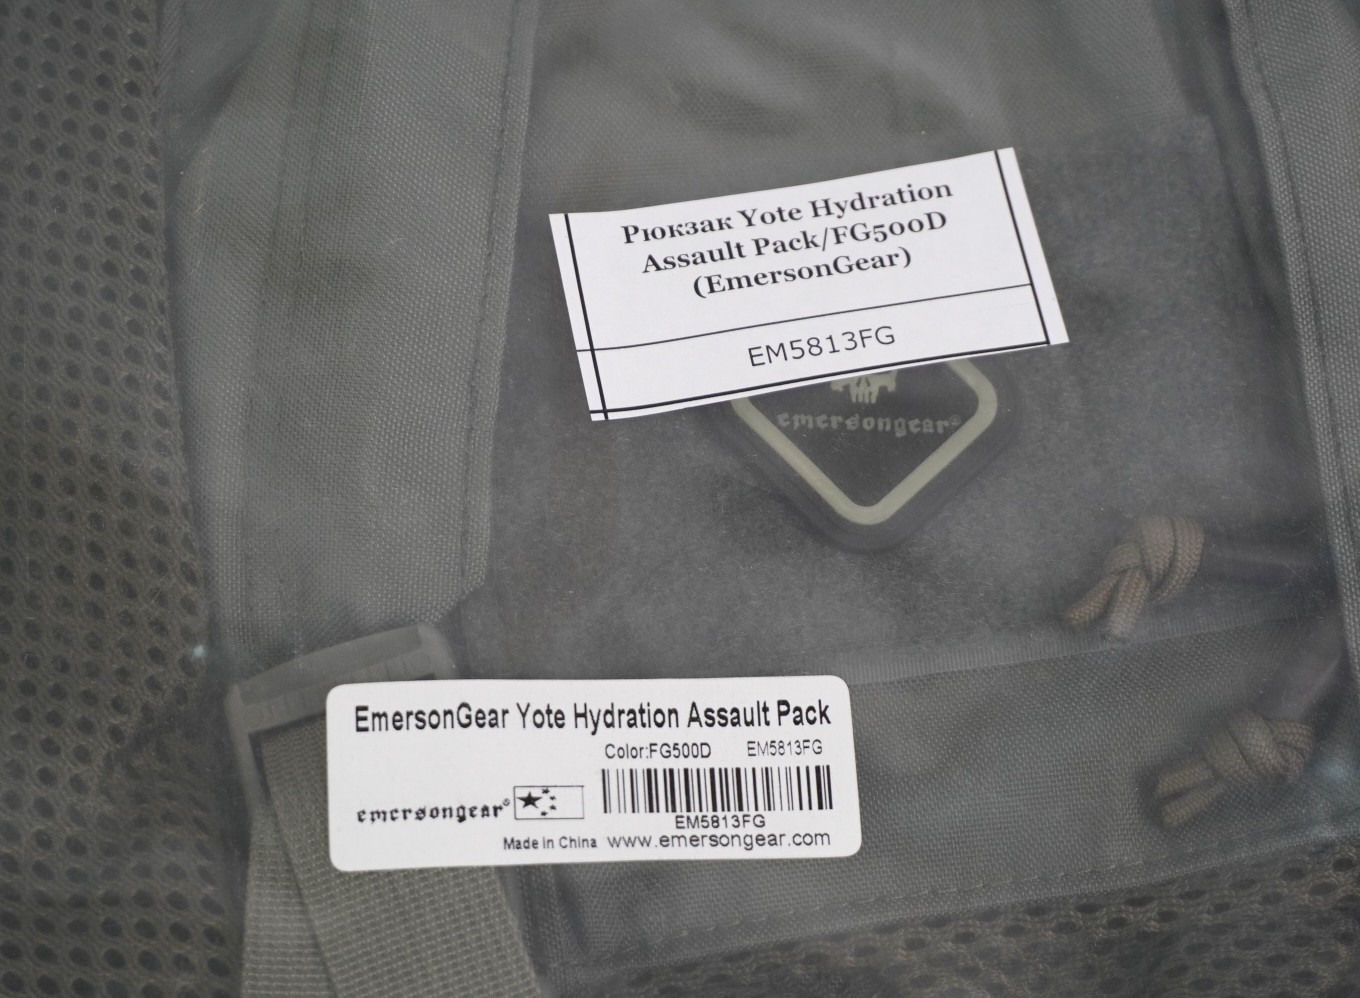 Рюкзак Yote Hydration
Assault Pack/FG500D
(EmersonGear)
EM5813FG
emersongear®
EmersonGear Yote Hydration Assault Pack
Color:FG500D EM5813FG
emersongear®
EM5813FG
Made in China www.emersongear.com